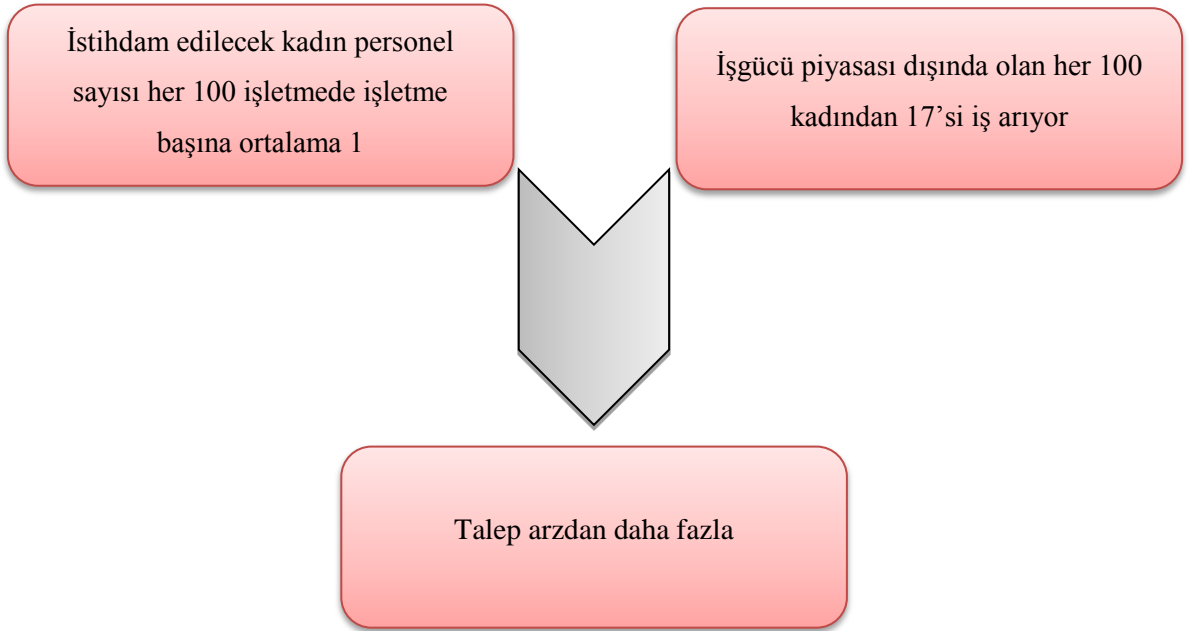 İstihdam edilecek kadın personel
sayısı her 100 işletmede işletme
başına ortalama 1
İşgücü piyasası dışında olan her 100
kadından 17’si iş arıyor
Talep arzdan daha fazla